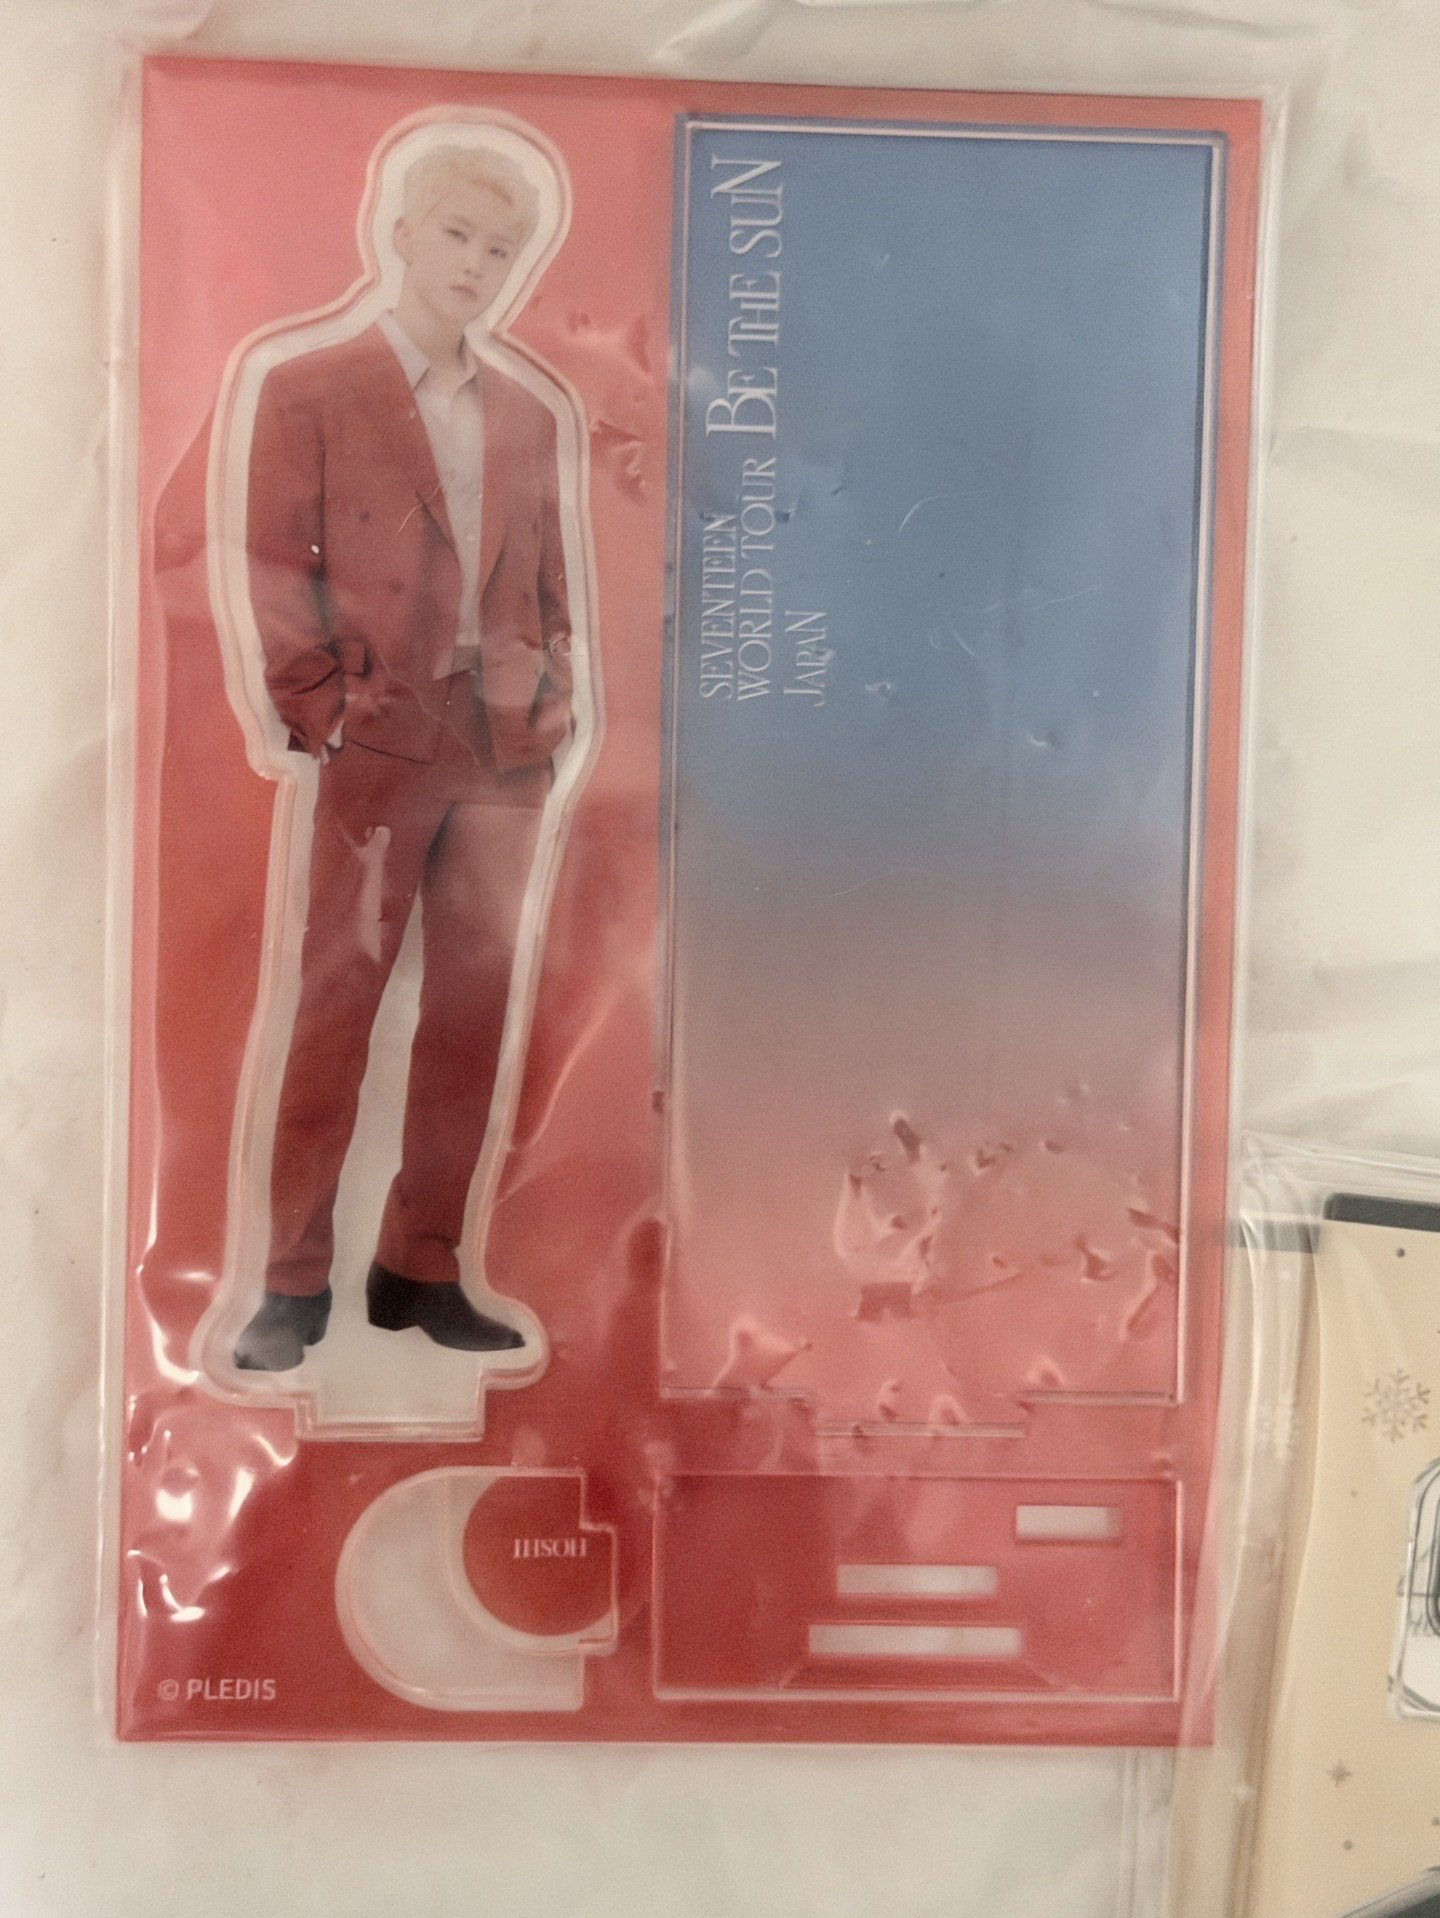 SEVENTEEN
WORLD TOUR BE THE SUN
JAPAN
HOSHI
© PLEDIS